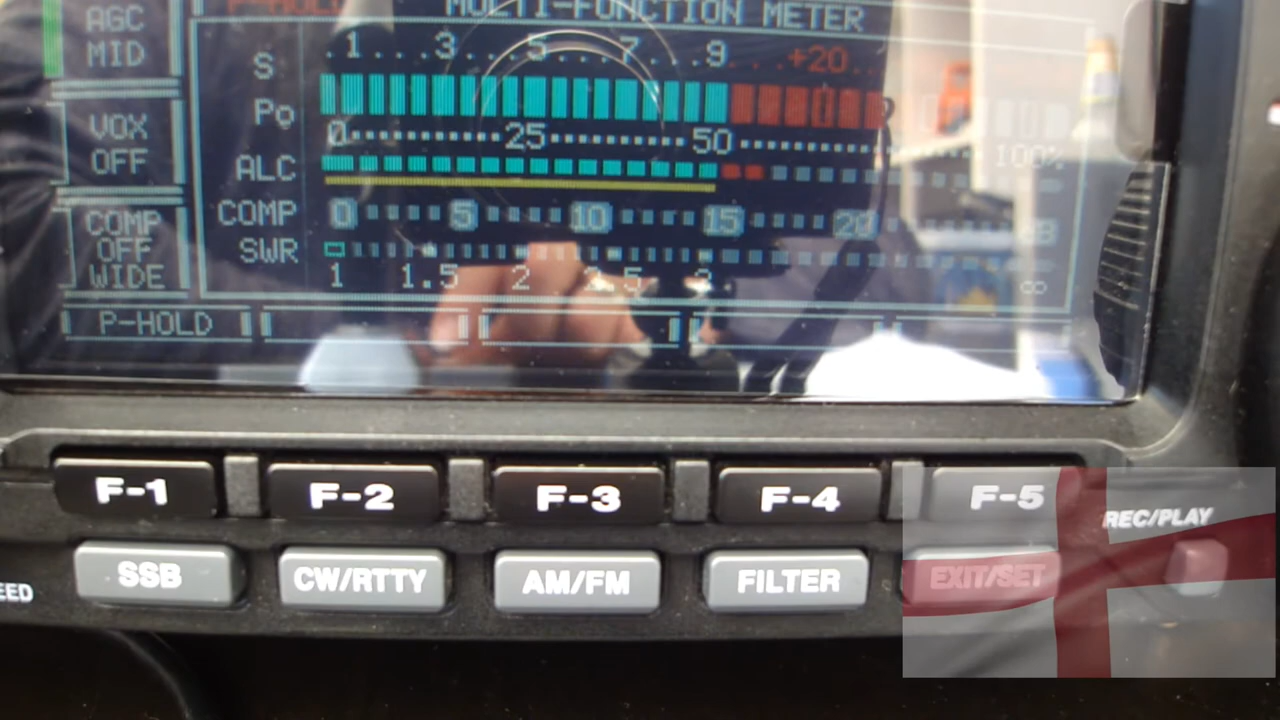 AGC
MID
P-HOLD
MULTI-FUNCTION METER
S .1...3...5...7...9...+20..
VOX
OFF
Po
0 25 50 100%
ALC
COMP 0 5 10 15 20 dB
COMP
OFF
WIDE
SWR
1 1.5 2 2.5 3 ∞
P-HOLD
F-1 F-2 F-3 F-4 F-5
REC/PLAY
SSB CW/RTTY AM/FM FILTER EXIT/SET
EED